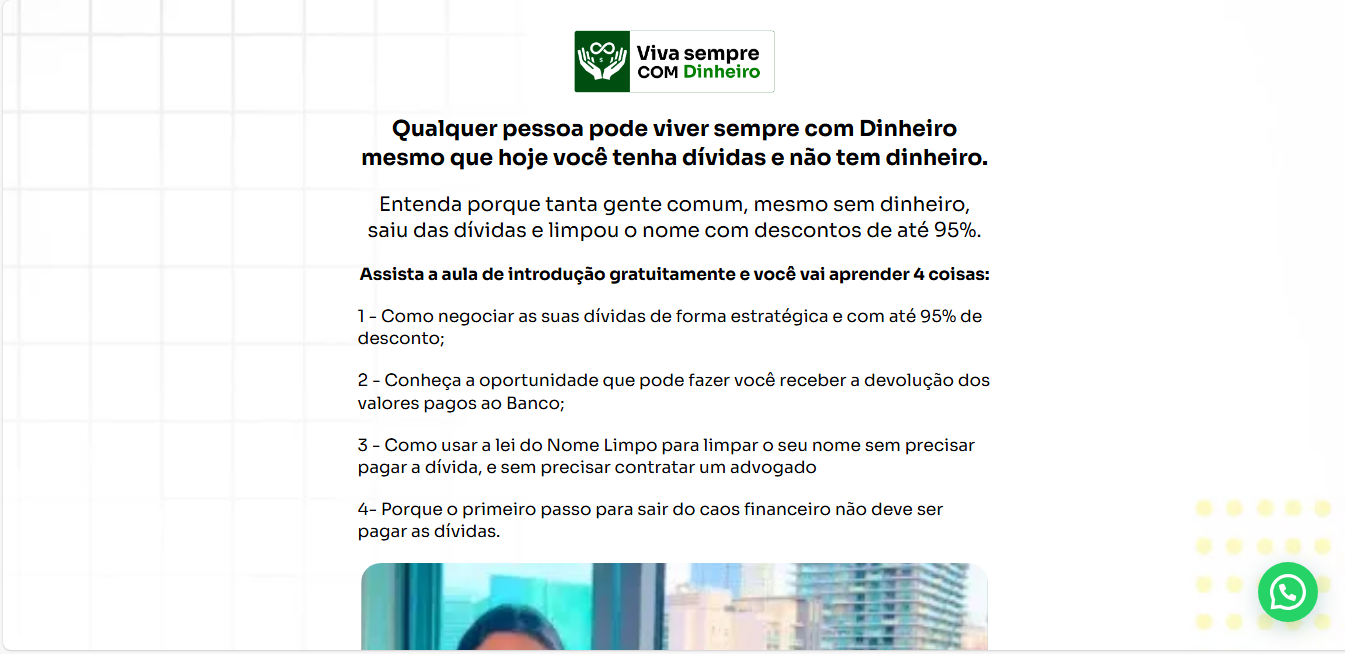 Viva sempre
COM Dinheiro
Qualquer pessoa pode viver sempre com Dinheiro
mesmo que hoje você tenha dívidas e não tem dinheiro.
Entenda porque tanta gente comum, mesmo sem dinheiro,
saiu das dívidas e limpou o nome com descontos de até 95%.
Assista a aula de introdução gratuitamente e você vai aprender 4 coisas:
1 - Como negociar as suas dívidas de forma estratégica e com até 95% de
desconto;
2 - Conheça a oportunidade que pode fazer você receber a devolução dos
valores pagos ao Banco;
3 - Como usar a lei do Nome Limpo para limpar o seu nome sem precisar
pagar a dívida, e sem precisar contratar um advogado
4- Porque o primeiro passo para sair do caos financeiro não deve ser
pagar as dívidas.